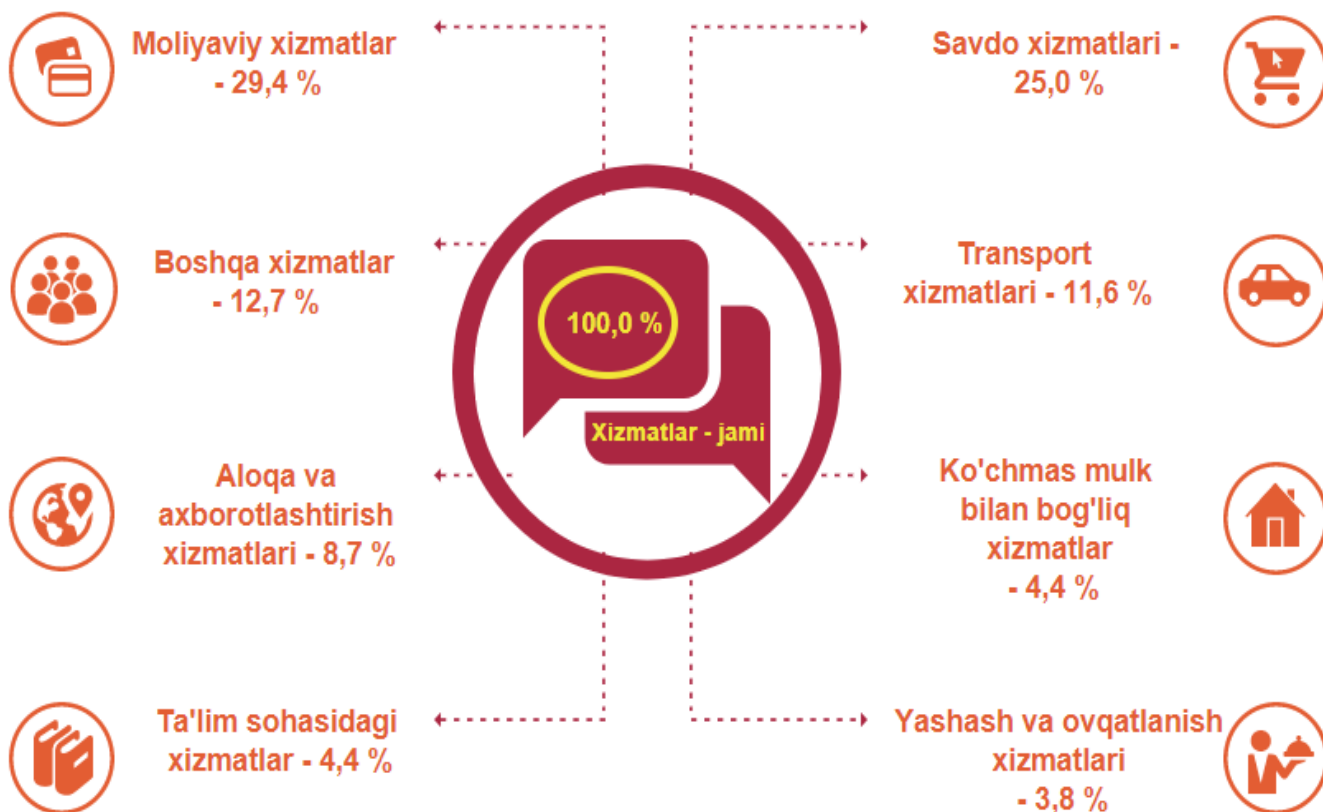 Moliyaviy xizmatlar
- 29,4 %
Savdo xizmatlari -
25,0 %
Boshqa xizmatlar
- 12,7 %
Transport
xizmatlari - 11,6 %
100,0 %
Xizmatlar - jami
Aloqa va
axborotlashtirish
xizmatlari - 8,7 %
Ko'chmas mulk
bilan bog'liq
xizmatlar
- 4,4 %
Ta'lim sohasidagi
xizmatlar - 4,4 %
Yashash va ovqatlanish
xizmatlari
- 3,8 %